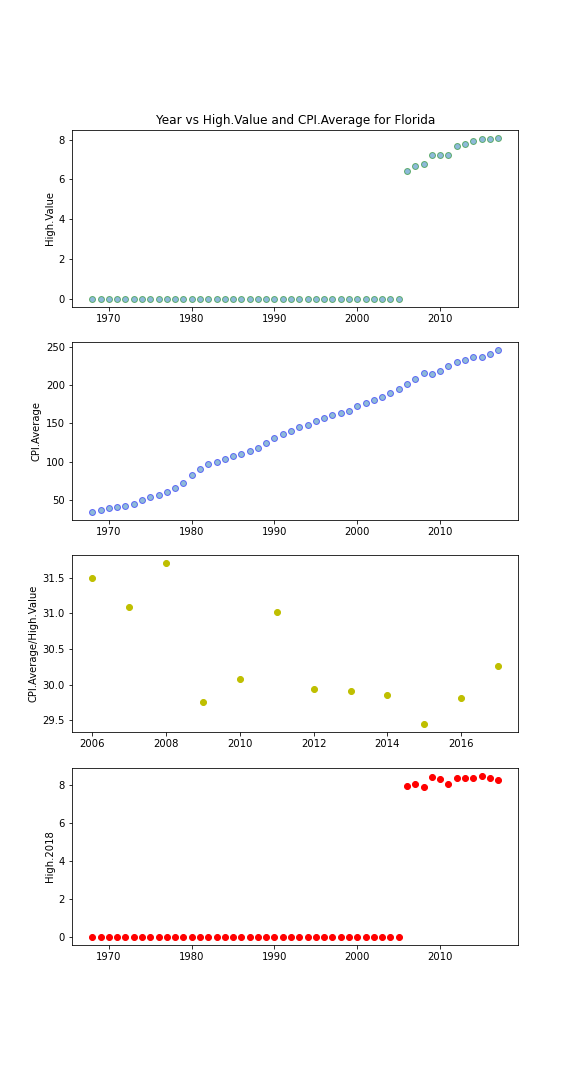 Year vs High.Value and CPI.Average for Florida
High.Value
8
6
4
2
0
1970 1980 1990 2000 2010
CPI.Average
250
200
150
100
50
1970 1980 1990 2000 2010
CPI.Average/High.Value
31.5
31.0
30.5
30.0
29.5
2006 2008 2010 2012 2014 2016
High.2018
8
6
4
2
0
1970 1980 1990 2000 2010